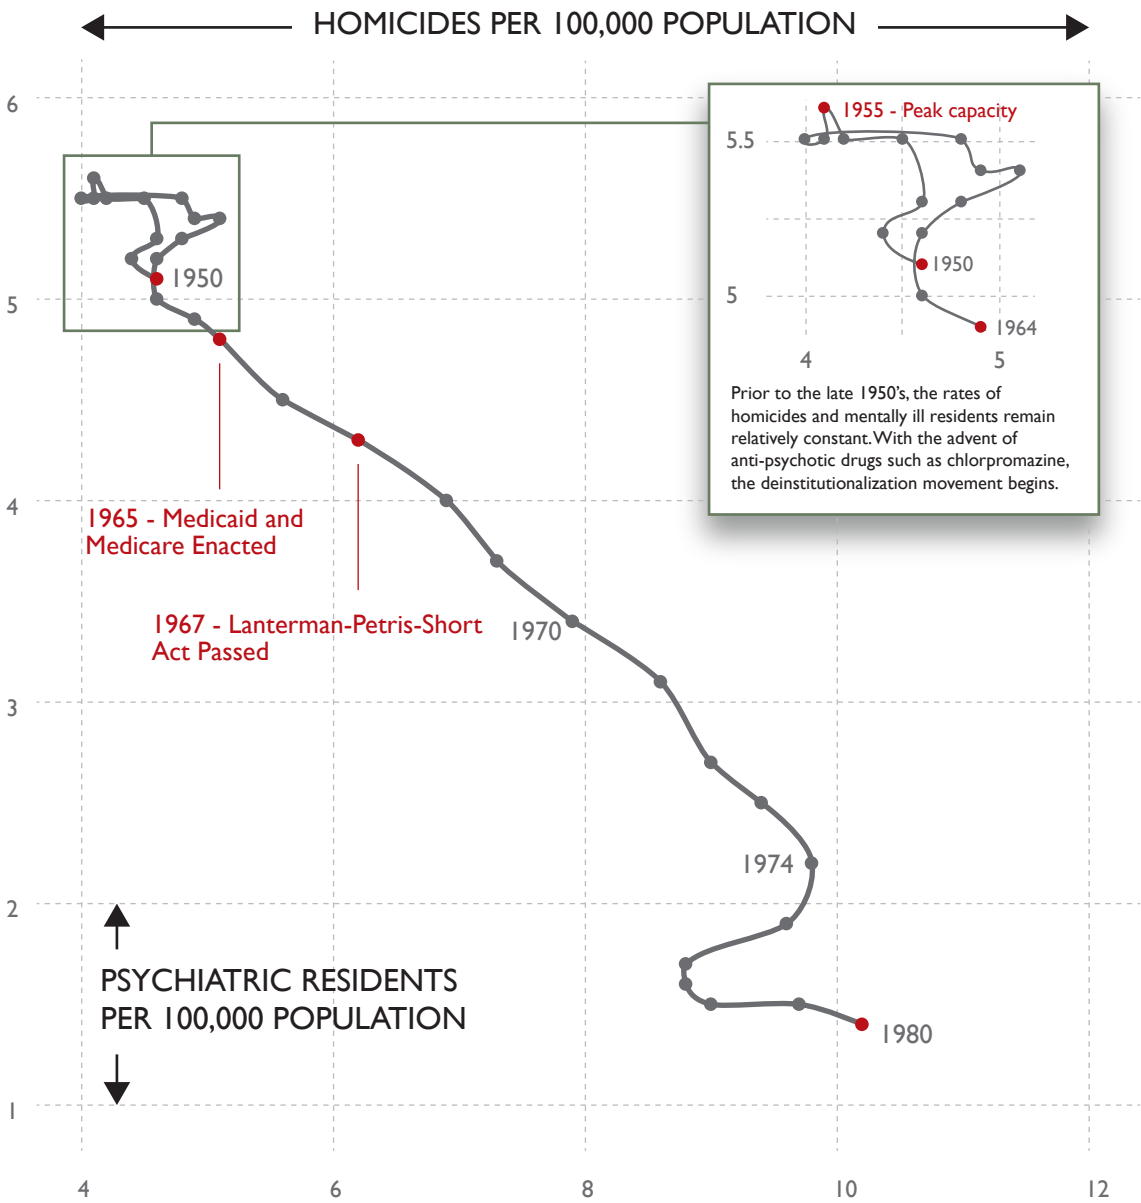 HOMICIDES PER 100,000 POPULATION
6
5
4
3
2
1
1950
1955 - Peak capacity
5.5
5
1950
1964
4
5
Prior to the late 1950's, the rates of
homicides and mentally ill residents remain
relatively constant. With the advent of
anti-psychotic drugs such as chlorpromazine,
the deinstitutionalization movement begins.
1965 - Medicaid and
Medicare Enacted
1967 - Lanterman-Petris-Short
Act Passed
1970
1974
PSYCHIATRIC RESIDENTS
PER 100,000 POPULATION
1980
4
6
8
10
12